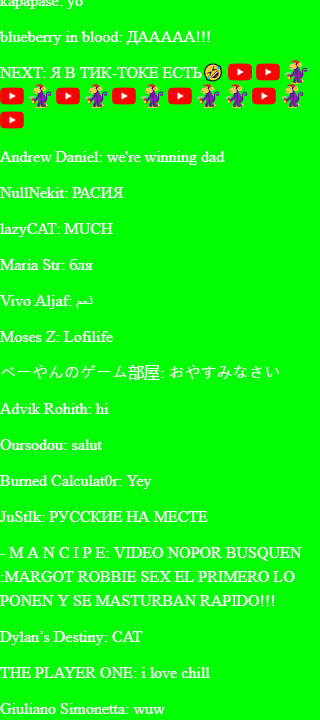 kapapase: yo
blueberry in blood: ДАAААА!!!
NEXT: Я В ТИК-ТОКЕ ЕСТЬ
Andrew Daniel: we're winning dad
NullNekit: РАСИЯ
lazyCAT: MUCH
Maria Str: бля
Vivo Aljaf: نعم
Moses Z: Lofilife
べーやんのゲーム部屋: おやすみなさい
Advik Rohith: hi
Oursodou: salut
Burned Calculat0r: Yey
JuStIk: РУССКИЕ НА МЕСТЕ
- M A N C I P E: VIDEO NOPOR BUSQUEN
:MARGOT ROBBIE SEX EL PRIMERO LO
PONEN Y SE MASTURBAN RAPIDO!!!
Dylan's Destiny: CAT
THE PLAYER ONE: i love chill
Giuliano Simonetta: wuw